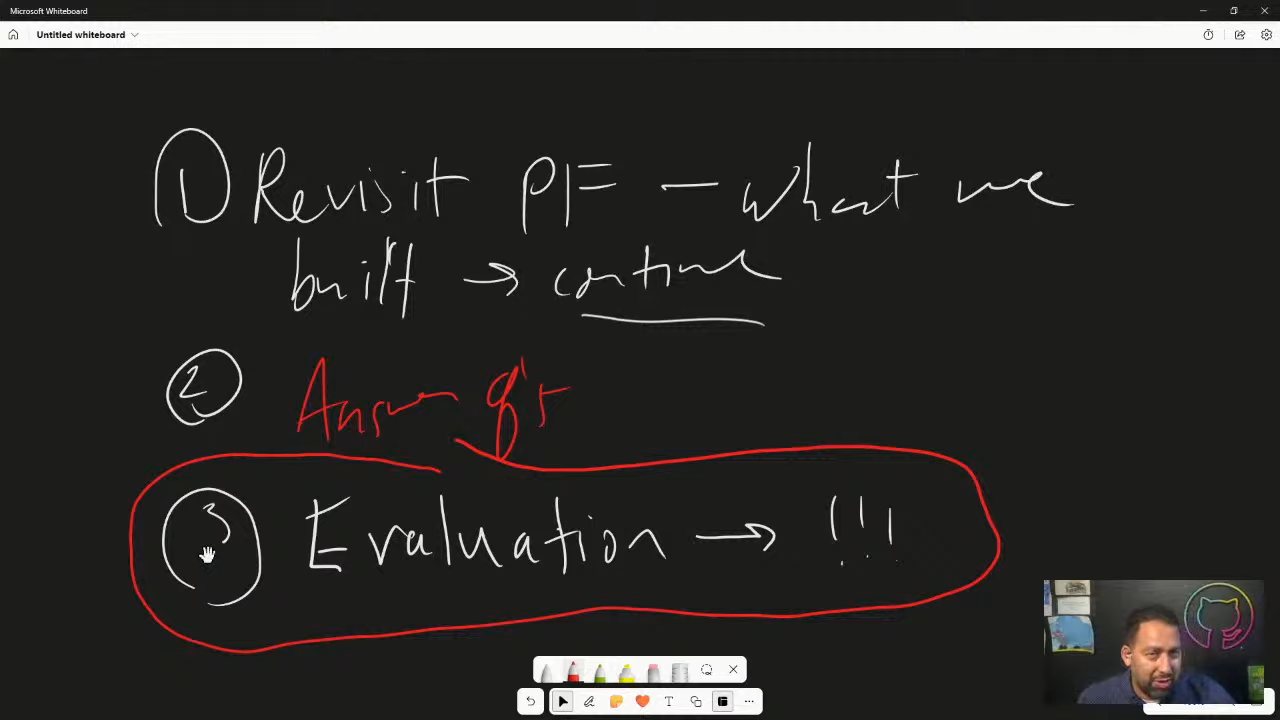 Microsoft Whiteboard
Untitled whiteboard
1 Revisit PF — what we
built → continue
2 Answer q's
3 Evaluation → !!!